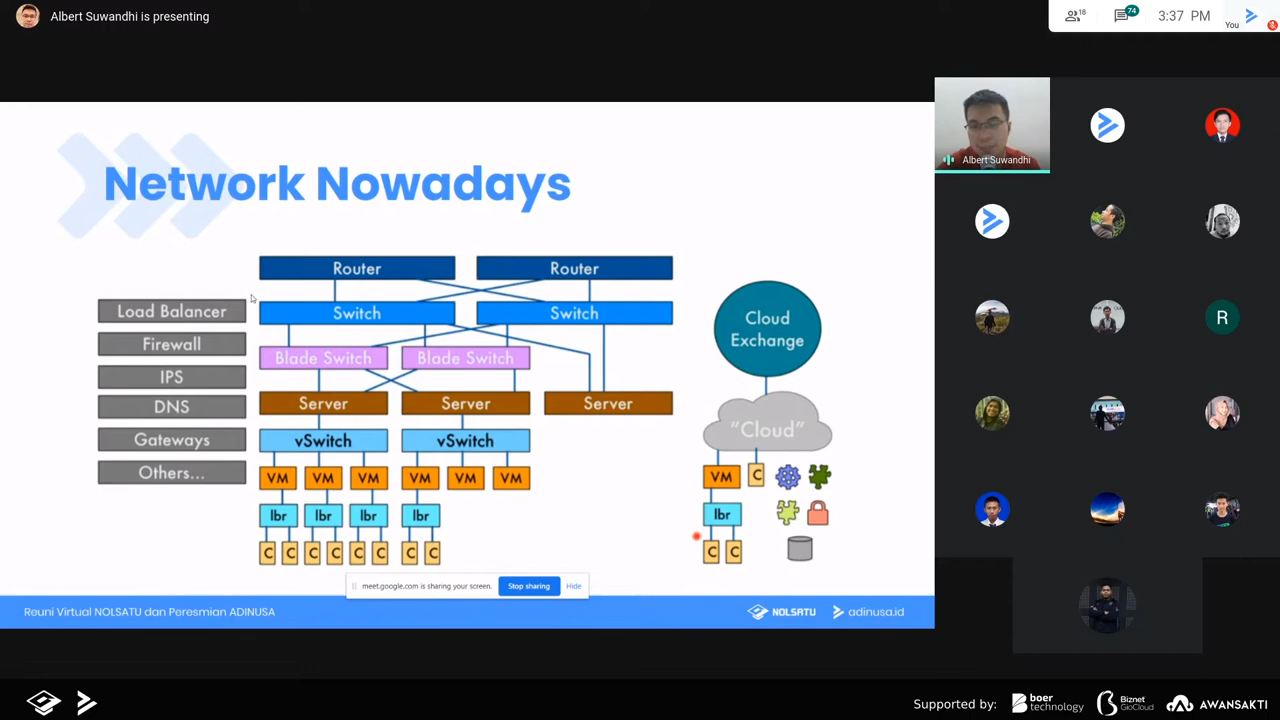 Albert Suwandhi is presenting
18
74
3:37 PM
You
Network Nowadays
Router Router
Load Balancer Switch Switch
Firewall Blade Switch Blade Switch
IPS
DNS Server Server Server
Gateways vSwitch vSwitch
Others... VM VM VM VM VM VM
lbr lbr lbr lbr
C C C C C C C C
Cloud
Exchange
"Cloud"
VM C
lbr
C C
meet.google.com is sharing your screen. Stop sharing Hide
Reuni Virtual NOLSATU dan Peresmian ADINUSA NOLSATU adinusa.id
Albert Suwandhi
R
Supported by: boer technology Biznet GioCloud AWANSAKTI